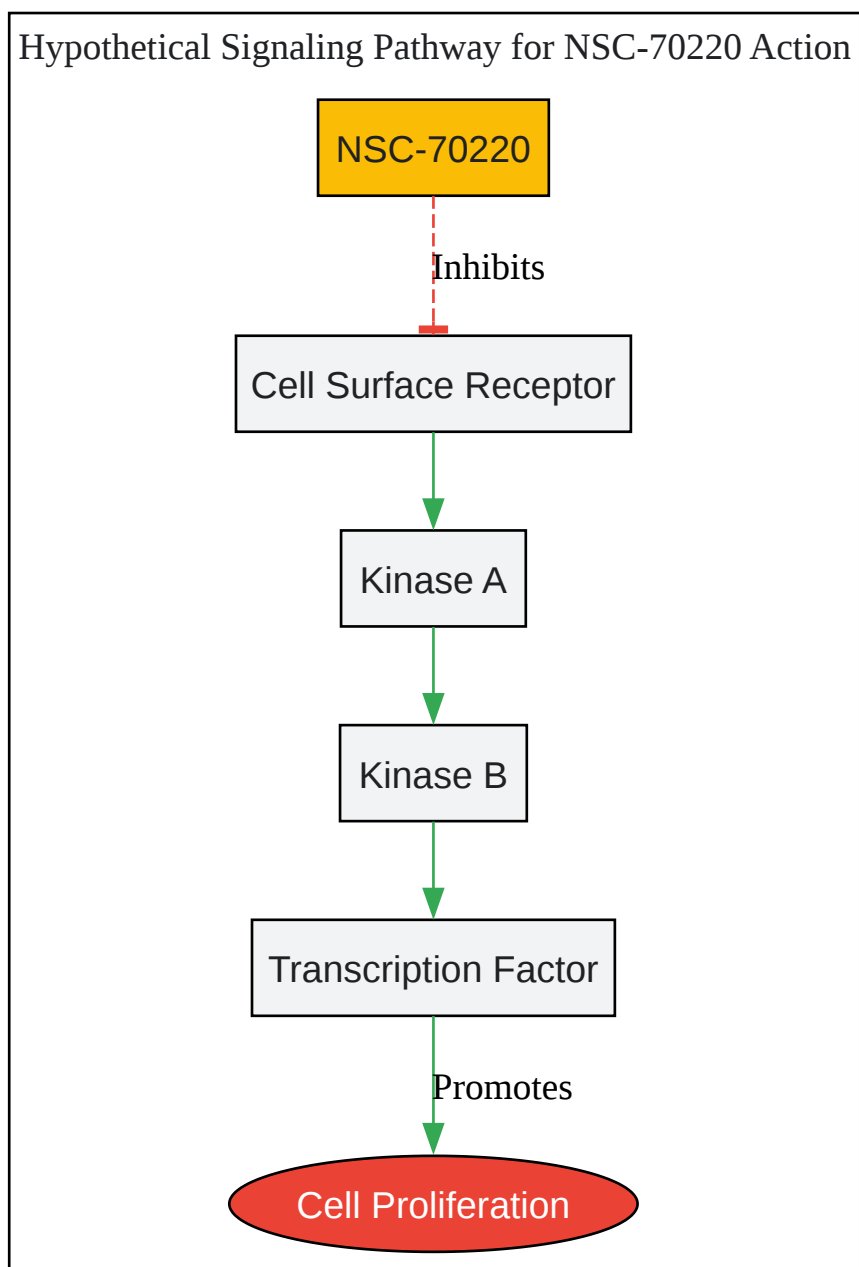 Hypothetical Signaling Pathway for NSC-70220 Action
NSC-70220
Inhibits
Cell Surface Receptor
Kinase A
Kinase B
Transcription Factor
Promotes
Cell Proliferation